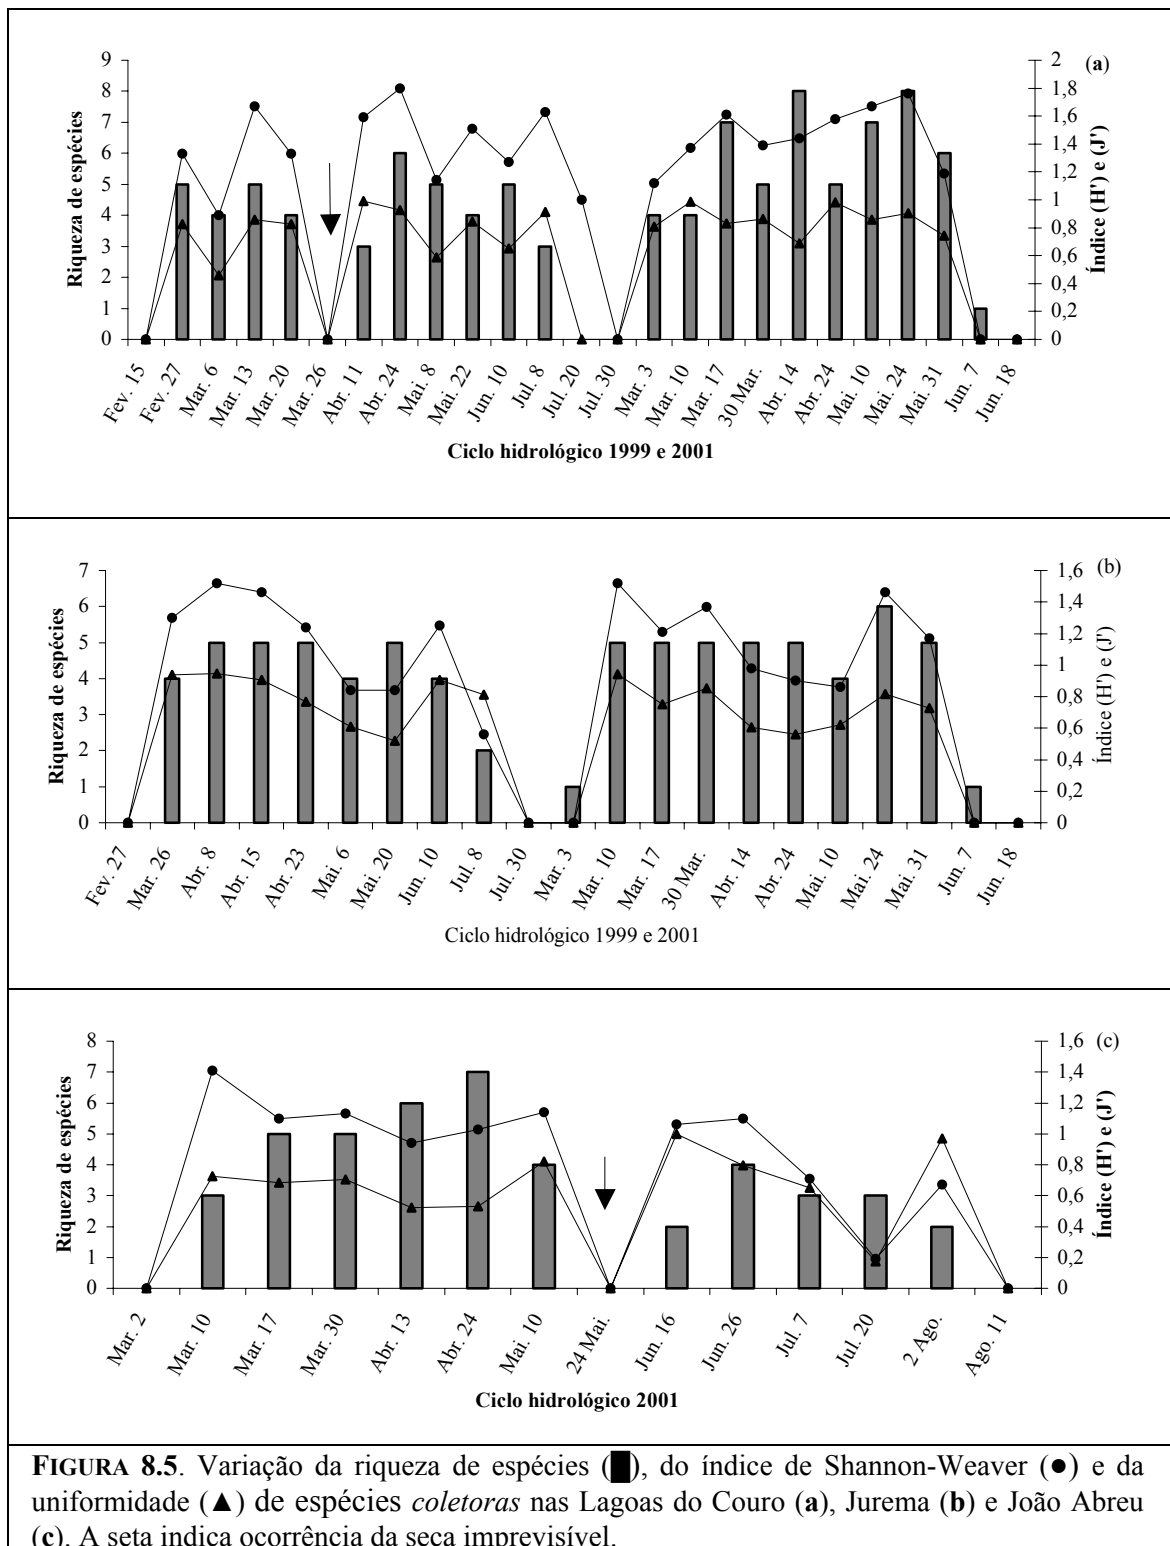 (a)
Riqueza de espécies
9
8
7
6
5
4
3
2
1
0
2
1,8
1,6
1,4
1,2
1
0,8
0,6
0,4
0,2
0
Índice (H') e (J')
Fev. 15
Fev. 27
Mar. 6
Mar. 13
Mar. 20
Mar. 26
Abr. 11
Abr. 24
Mai. 8
Mai. 22
Jun. 10
Jul. 8
Jul. 20
Jul. 30
Mar. 3
Mar. 10
Mar. 17
30 Mar.
Abr. 14
Abr. 24
Mai. 10
Mai. 24
Mai. 31
Jun. 7
Jun. 18
Ciclo hidrológico 1999 e 2001
(b)
Riqueza de espécies
7
6
5
4
3
2
1
0
1,6
1,4
1,2
1
0,8
0,6
0,4
0,2
0
Índice (H') e (J')
Fev. 27
Mar. 26
Abr. 8
Abr. 15
Abr. 23
Mai. 6
Mai. 20
Jun. 10
Jul. 8
Jul. 30
Mar. 3
Mar. 10
Mar. 17
30 Mar.
Abr. 14
Abr. 24
Mai. 10
Mai. 24
Mai. 31
Jun. 7
Jun. 18
Ciclo hidrológico 1999 e 2001
(c)
Riqueza de espécies
8
7
6
5
4
3
2
1
0
1,6
1,4
1,2
1
0,8
0,6
0,4
0,2
0
Índice (H') e (J')
Mar. 2
Mar. 10
Mar. 17
Mar. 30
Abr. 13
Abr. 24
Mai. 10
24 Mai.
Jun. 16
Jun. 26
Jul. 7
Jul. 20
2 Ago.
Ago. 11
Ciclo hidrológico 2001
FIGURA 8.5. Variação da riqueza de espécies (█), do índice de Shannon-Weaver (●) e da
uniformidade (▲) de espécies coletoras nas Lagoas do Couro (a), Jurema (b) e João Abreu
(c). A seta indica ocorrência da seca imprevisível.